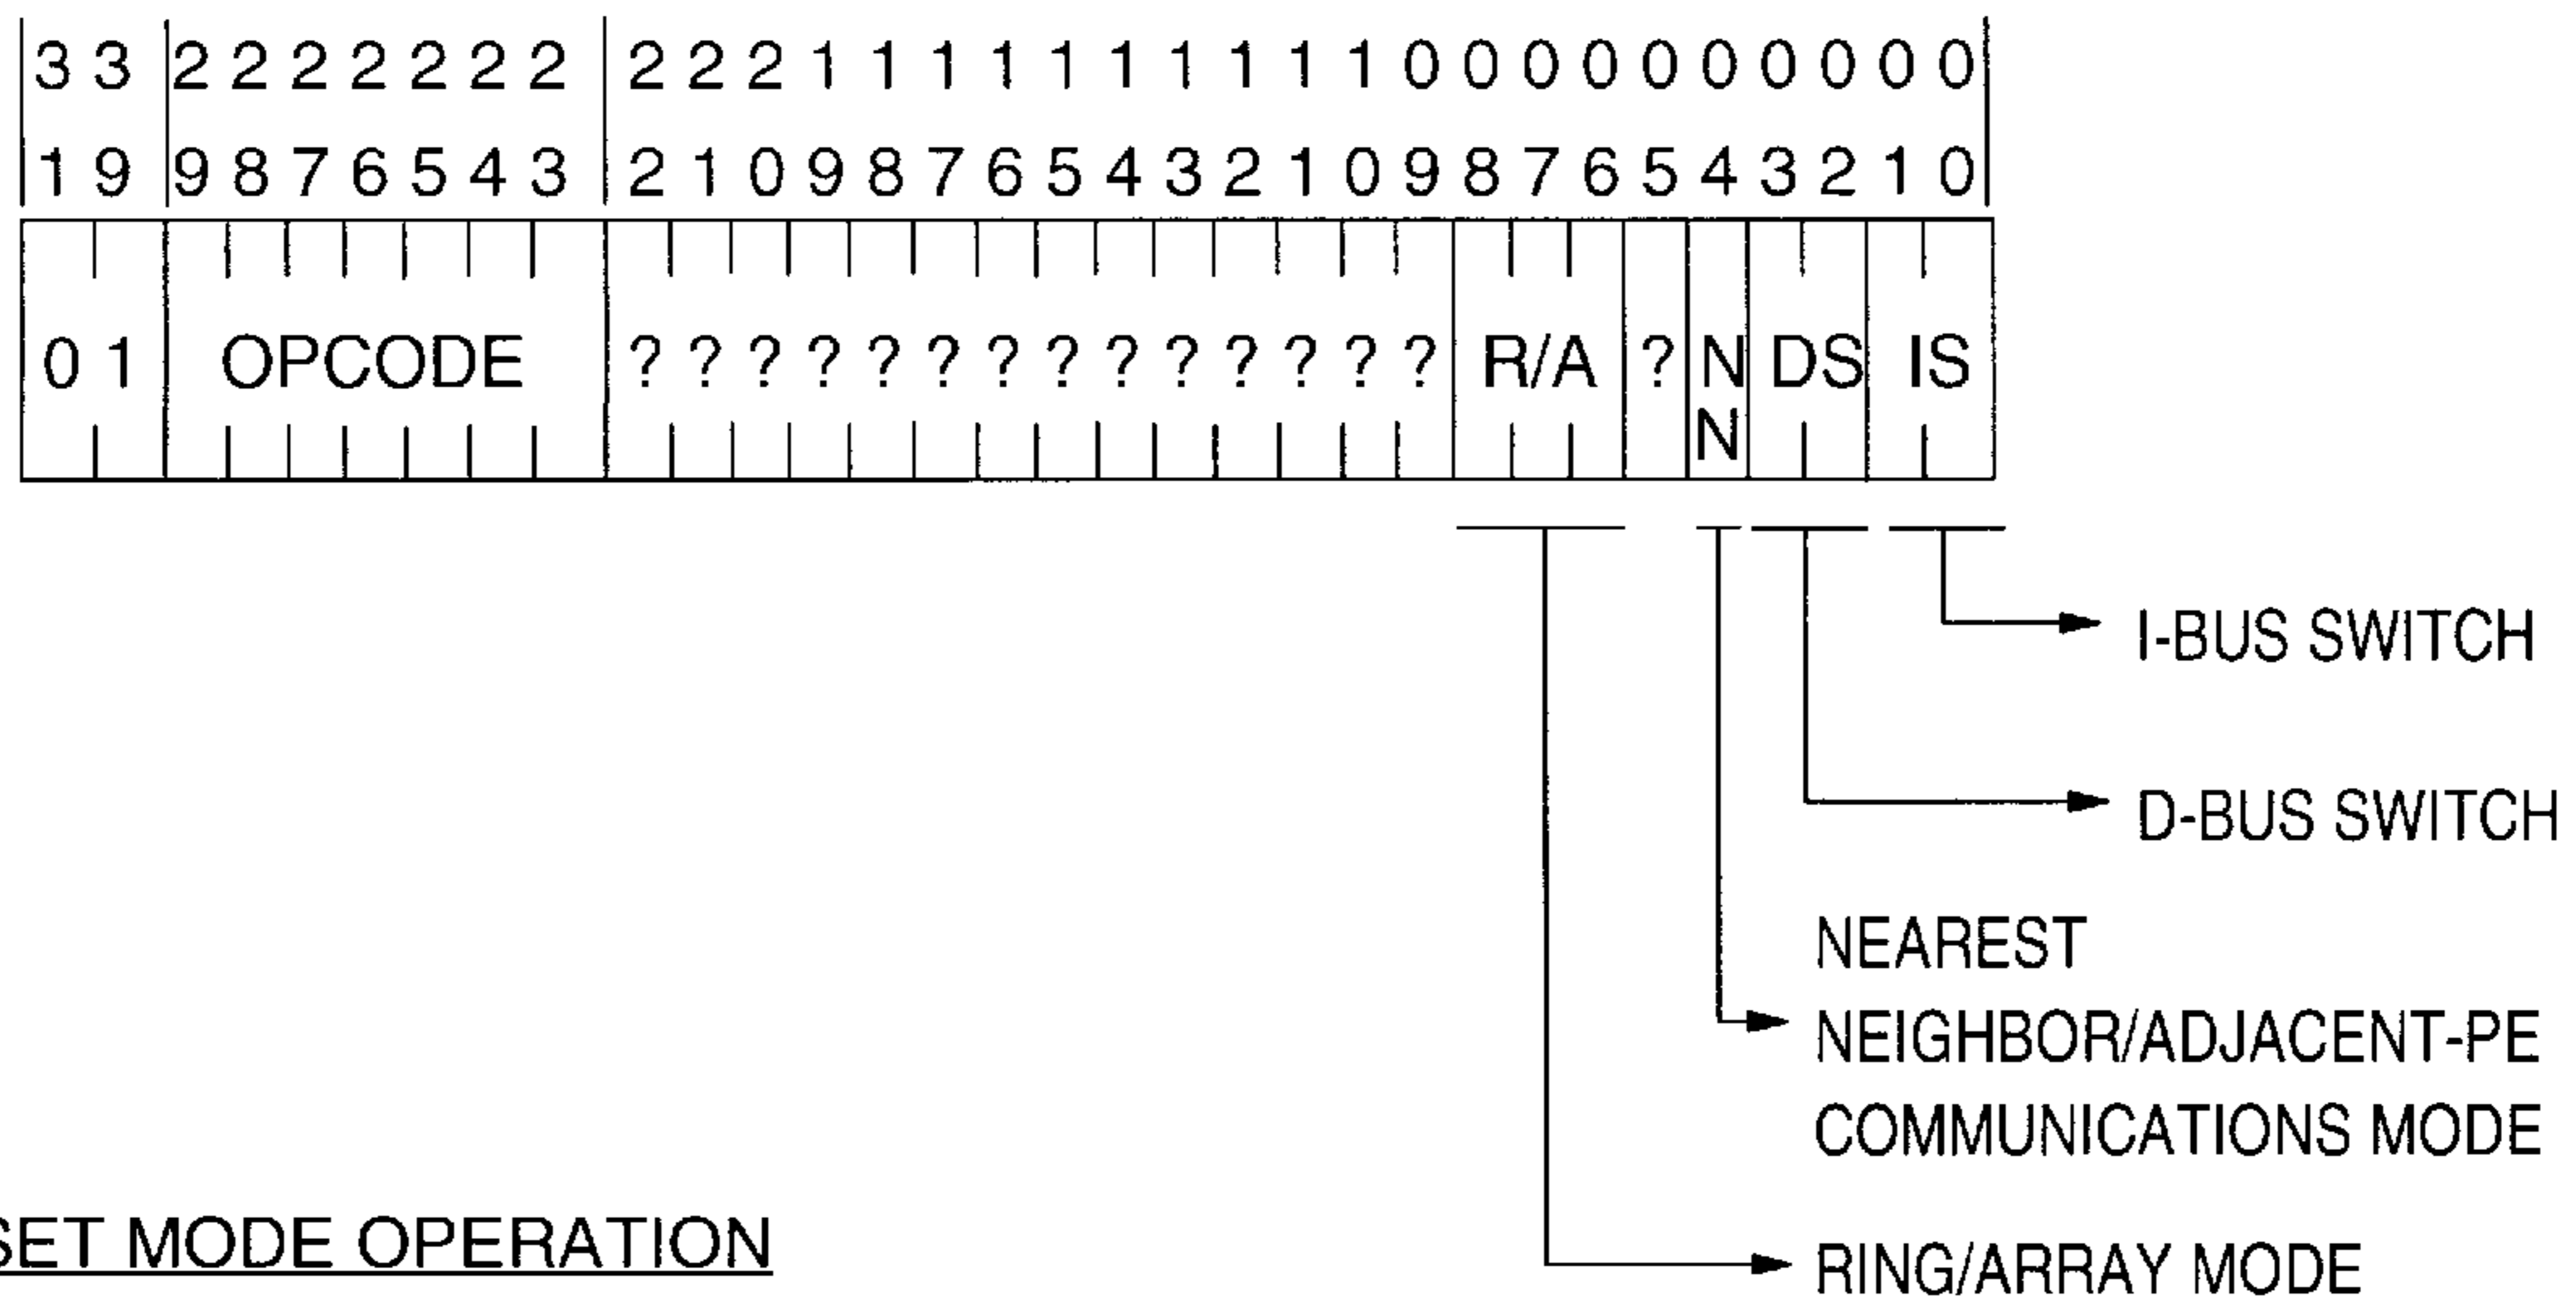 3 3 2 2 2 2 2 2 2 2 2 2 1 1 1 1 1 1 1 1 1 1 0 0 0 0 0 0 0 0 0 0
1 9 9 8 7 6 5 4 3 2 1 0 9 8 7 6 5 4 3 2 1 0 9 8 7 6 5 4 3 2 1 0
0 1 OPCODE ? ? ? ? ? ? ? ? ? ? ? ? ? ? R/A ? N DS IS
N
I-BUS SWITCH
D-BUS SWITCH
NEAREST
NEIGHBOR/ADJACENT-PE
COMMUNICATIONS MODE
SET MODE OPERATION
RING/ARRAY MODE